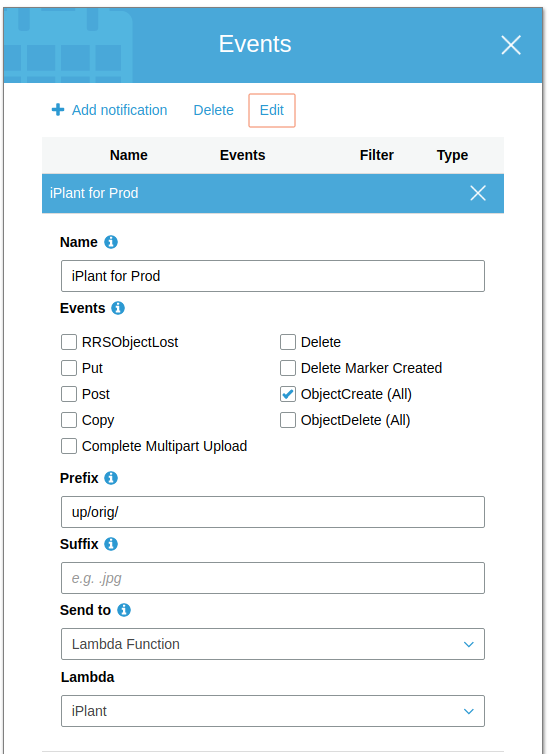 Events
Add notification Delete Edit
Name Events Filter Type
iPlant for Prod
Name
iPlant for Prod
Events
RRSObjectLost Delete
Put Delete Marker Created
Post ObjectCreate (All)
Copy ObjectDelete (All)
Complete Multipart Upload
Prefix
up/orig/
Suffix
e.g. .jpg
Send to
Lambda Function
Lambda
iPlant